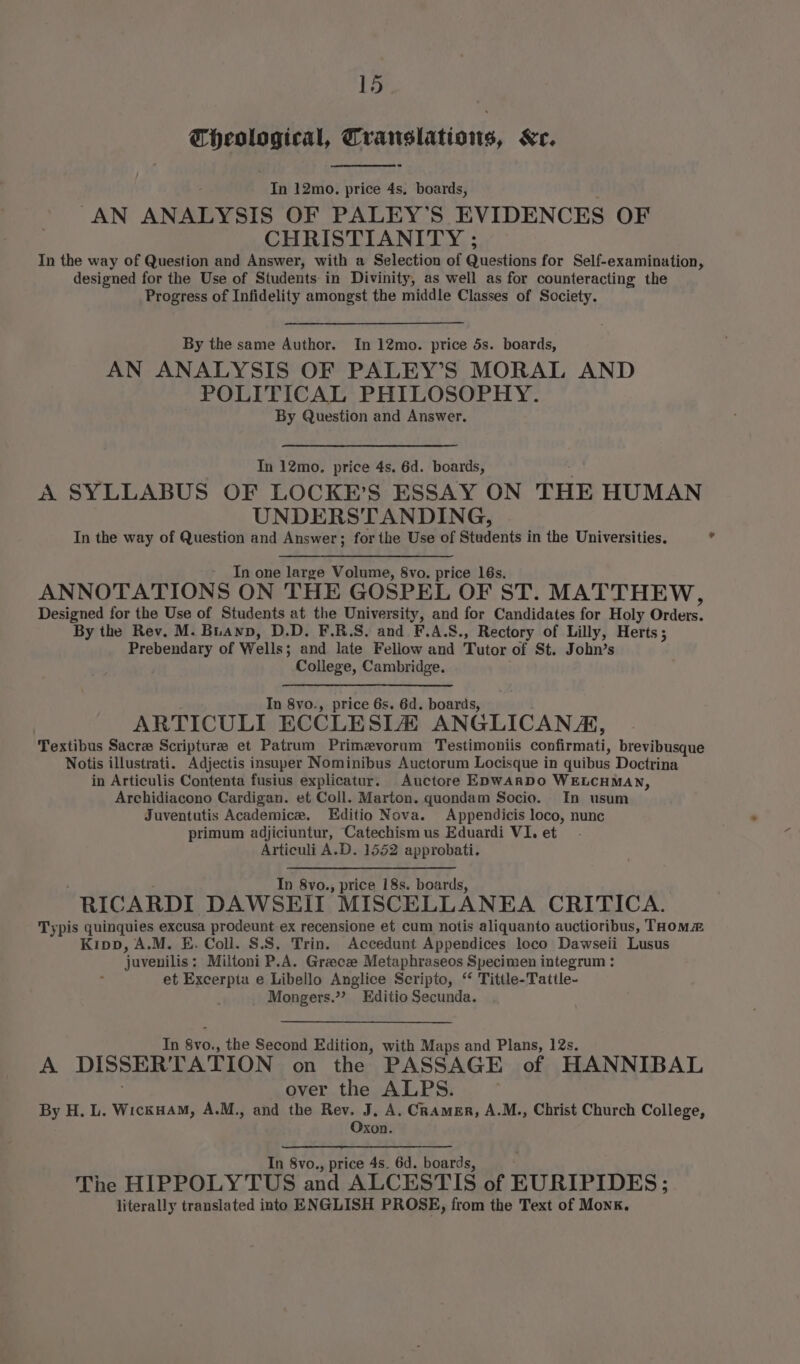 15
Theological, Translations, &c.
In 12mo. price 4s. boards,
AN ANALYSIS OF PALEY'S EVIDENCES OF
CHRISTIANITY ;
In the way of Question and Answer, with a Selection of Questions for Self-examination,
designed for the Use of Students in Divinity, as well as for counteracting the
Progress of Infidelity amongst the middle Classes of Society.
By the same Author. In 12mo. price 5s. boards,
AN ANALYSIS OF PALEY'S MORAL AND
POLITICAL PHILOSOPHY.
By Question and Answer.
In 12mo. price 4s. 6d. boards,
A SYLLABUS OF LOCKE'S ESSAY ON THE HUMAN
UNDERSTANDING,
In the way of Question and Answer; for the Use of Students in the Universities.
In one large Volume, 8vo. price 16s.
ANNOTATIONS ON THE GOSPEL OF ST. MATTHEW,
Designed for the Use of Students at the University, and for Candidates for Holy Orders.
By the Rev. M. BLAND, D.D. F.R.S. and F.A.S., Rectory of Lilly, Herts;
Prebendary of Wells; and late Fellow and Tutor of St. John's
College, Cambridge.
In 8vo., price 6s. 6d. boards,
ARTICULI ECCLESIÆ ANGLICANÆ,
Textibus Sacræ Scripturæ et Patrum Primævorum Testimoniis confirmati, brevibusque
Notis illustrati. Adjectis insuper Nominibus Auctorum Locisque in quibus Doctrina
in Articulis Contenta fusius explicatur. Auctore EDWARDO WELCHMAN,
Archidiacono Cardigan. et Coll. Marton. quondam Socio. In usum
Juventutis Academicæ. Editio Nova. Appendicis loco, nunc
primum adjiciuntur, Catechismus Eduardi VI. et
Articuli A.D. 1552 approbati.
In 8vo., price 18s. boards,
RICARDI DAWSEII MISCELLANEA CRITICA.
Typis quinquies excusa prodeunt ex recensione et cum notis aliquanto auctioribus, THOMÆ
KIDD, A.M. E. Coll. S.S. Trin. Accedunt Appendices loco Dawseii Lusus
juvenilis: Miltoni P.A. Græcæ Metaphraseos Specimen integrum :
et Excerpta e Libello Anglice Scripto, “ Tittle-Tattle-
Mongers.” Editio Secunda.
In 8vo., the Second Edition, with Maps and Plans, 12s.
A DISSERTATION on the PASSAGE of HANNIBAL
over the ALPS.
By H. L. WICKHAM, A.M., and the Rev. J. A. CRAMER, A.M., Christ Church College,
Oxon.
In 8vo., price 4s. 6d. boards,
The HIPPOLYTUS and ALCESTIS of EURIPIDES;
literally translated into ENGLISH PROSE, from the Text of MONK.